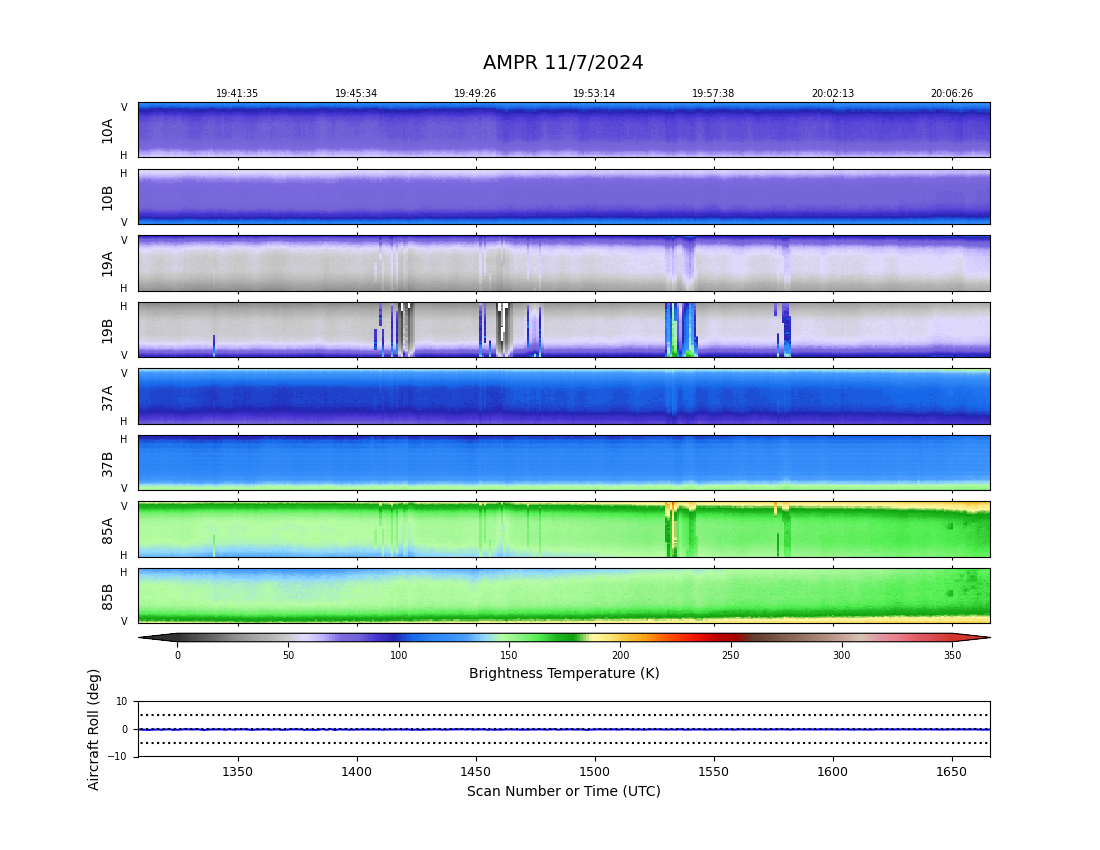 AMPR 11/7/2024
19:41:35 19:45:34 19:49:26 19:53:14 19:57:38 20:02:13 20:06:26
V
10A
H
H
10B
V
V
19A
H
H
19B
V
V
37A
H
H
37B
V
V
85A
H
H
85B
V
0 50 100 150 200 250 300 350
Brightness Temperature (K)
Aircraft Roll (deg)
10
0
−10
1350 1400 1450 1500 1550 1600 1650
Scan Number or Time (UTC)